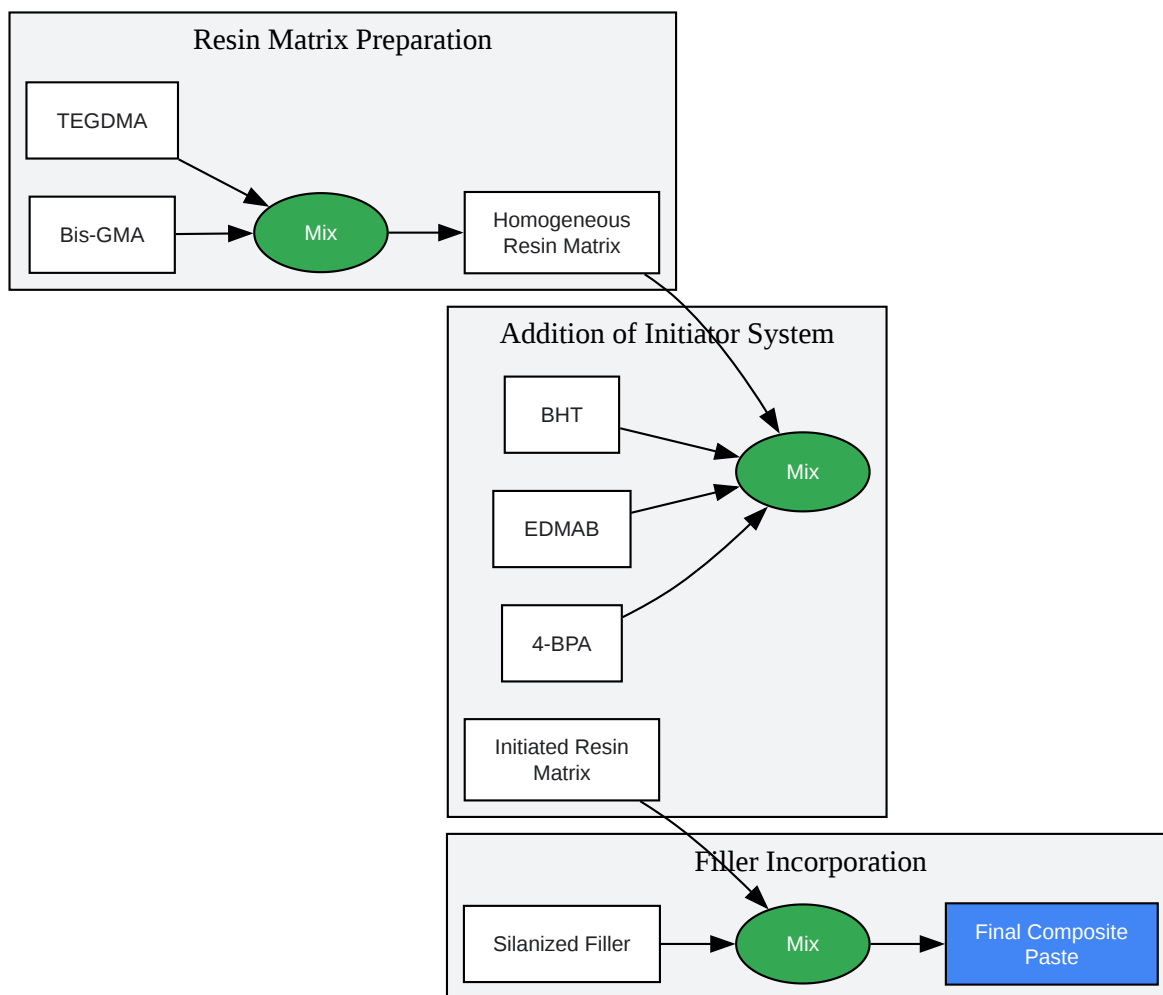 Resin Matrix Preparation
TEGDMA
Bis-GMA
Mix
Homogeneous
Resin Matrix
Addition of Initiator System
BHT
EDMAB
4-BPA
Mix
Initiated Resin
Matrix
Filler Incorporation
Silanized Filler
Mix
Final Composite
Paste